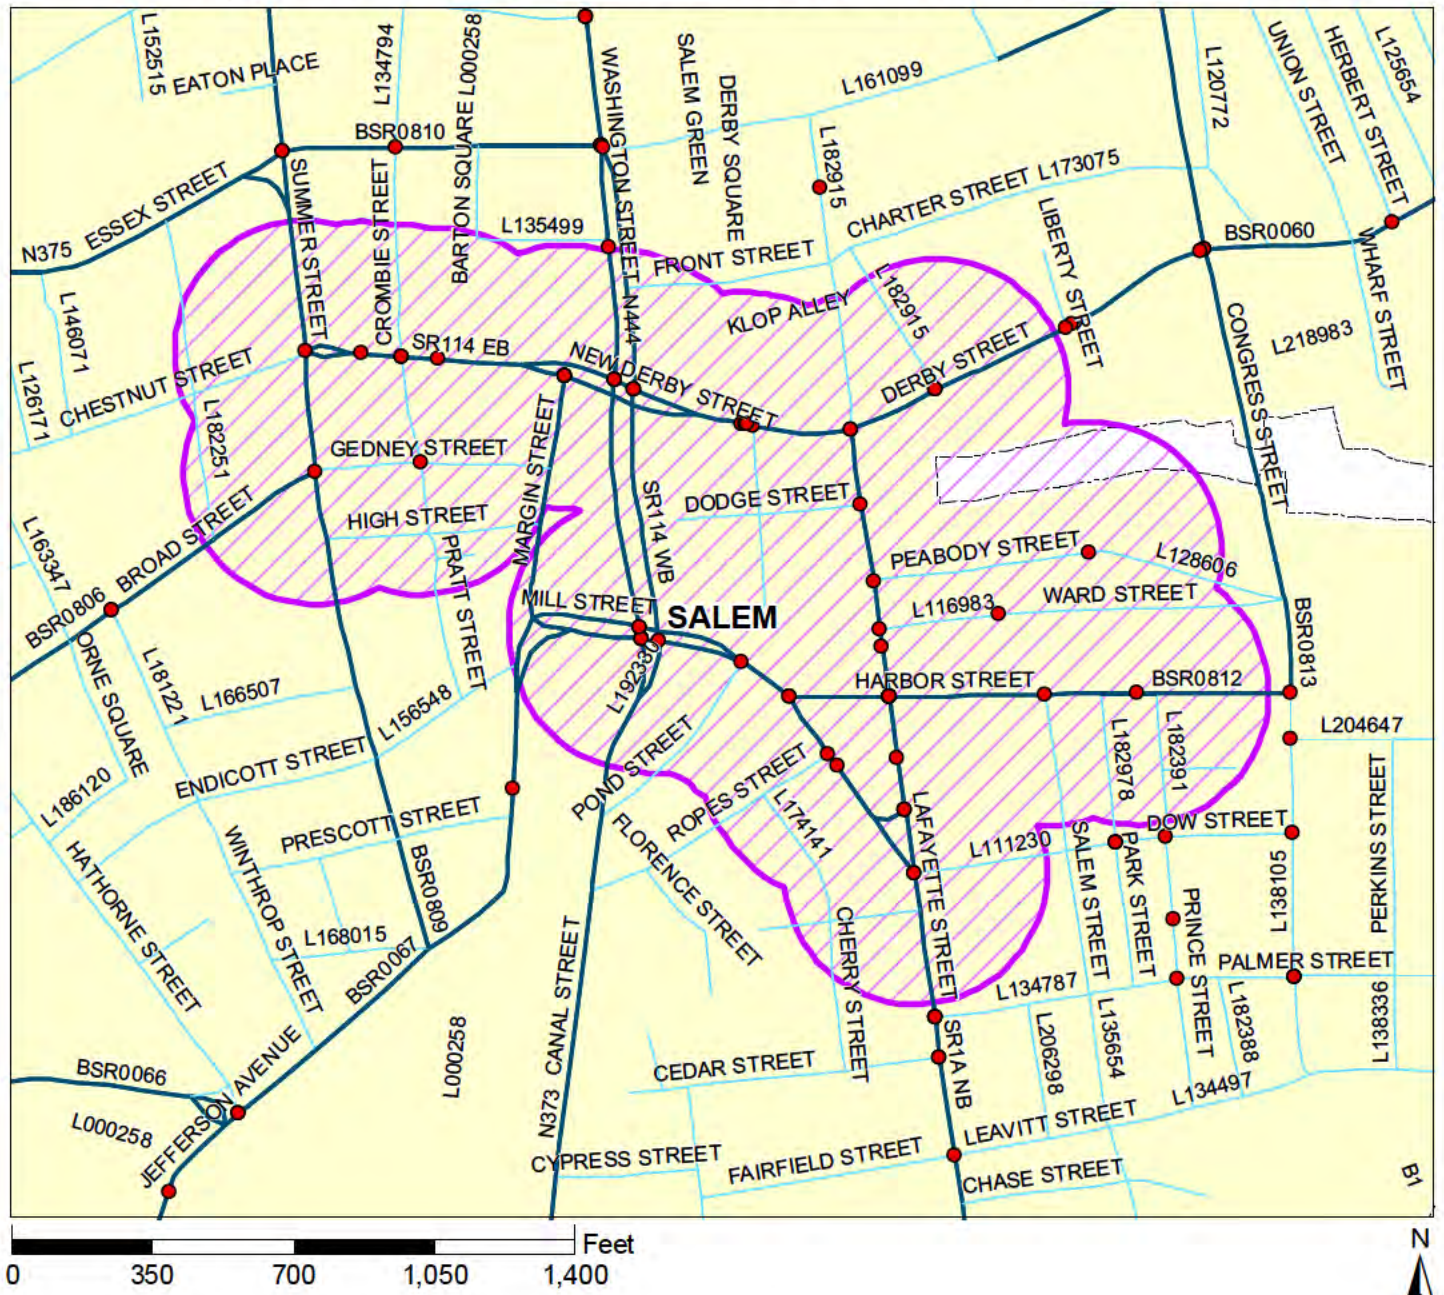 L152515
EATON PLACE
L134794
BARTON SQUARE L000258
WASHINGTON STREET N444
SALEM GREEN
DERBY SQUARE
L161099
L120772
UNION STREET
HERBERT STREET
L125654
BSR0810
L182915
CHARTER STREET L173075
N375 ESSEX STREET
SUMMER STREET
CROMBIE STREET
L135499
FRONT STREET
LIBERTY STREET
BSR0060
WHARF STREET
L146071
KLOP ALLEY
L182915
CONGRESS STREET
L218983
L126171
CHESTNUT STREET
SR114 EB
NEW DERBY STREET
DERBY STREET
L182251
GEDNEY STREET
MARGIN STREET
HIGH STREET
SR114 WB
DODGE STREET
L163347
BSR0806 BROAD STREET
PRATT STREET
PEABODY STREET
L128606
MILL STREET
SALEM
L116983
WARD STREET
BSR0813
ORNE SQUARE
L181221
L166507
L156548
L192330
HARBOR STREET
BSR0812
L204647
L186120
ENDICOTT STREET
POND STREET
ROPES STREET
L182978
L182391
PRESCOTT STREET
FLORENCE STREET
L174141
LAFAYETTE STREET
L111230
DOW STREET
PERKINS STREET
HATHORNE STREET
WINTHROP STREET
BSR0809
SALEM STREET
PARK STREET
L138105
L168015
BSR0067
CHERRY STREET
PRINCE STREET
PALMER STREET
L134787
L000258
N373 CANAL STREET
SR1A NB
L206298
L135654
L182388
L138336
BSR0066
JEFFERSON AVENUE
CEDAR STREET
L134497
L000258
LEAVITT STREET
CYPRESS STREET
FAIRFIELD STREET
CHASE STREET
B1
Feet
0 350 700 1,050 1,400
N